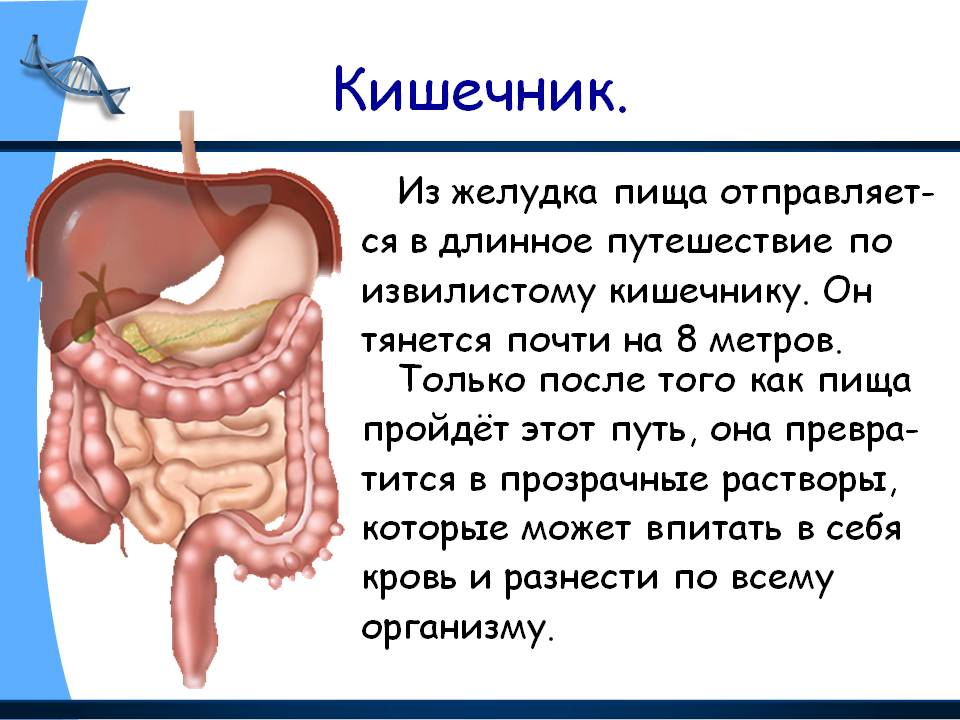 Кишечник.
Из желудка пища отправляет-
ся в длинное путешествие по
извилистому кишечнику. Он
тянется почти на 8 метров.
Только после того как пища
пройдёт этот путь, она превра-
тится в прозрачные растворы,
которые может впитать в себя
кровь и разнести по всему
организму.